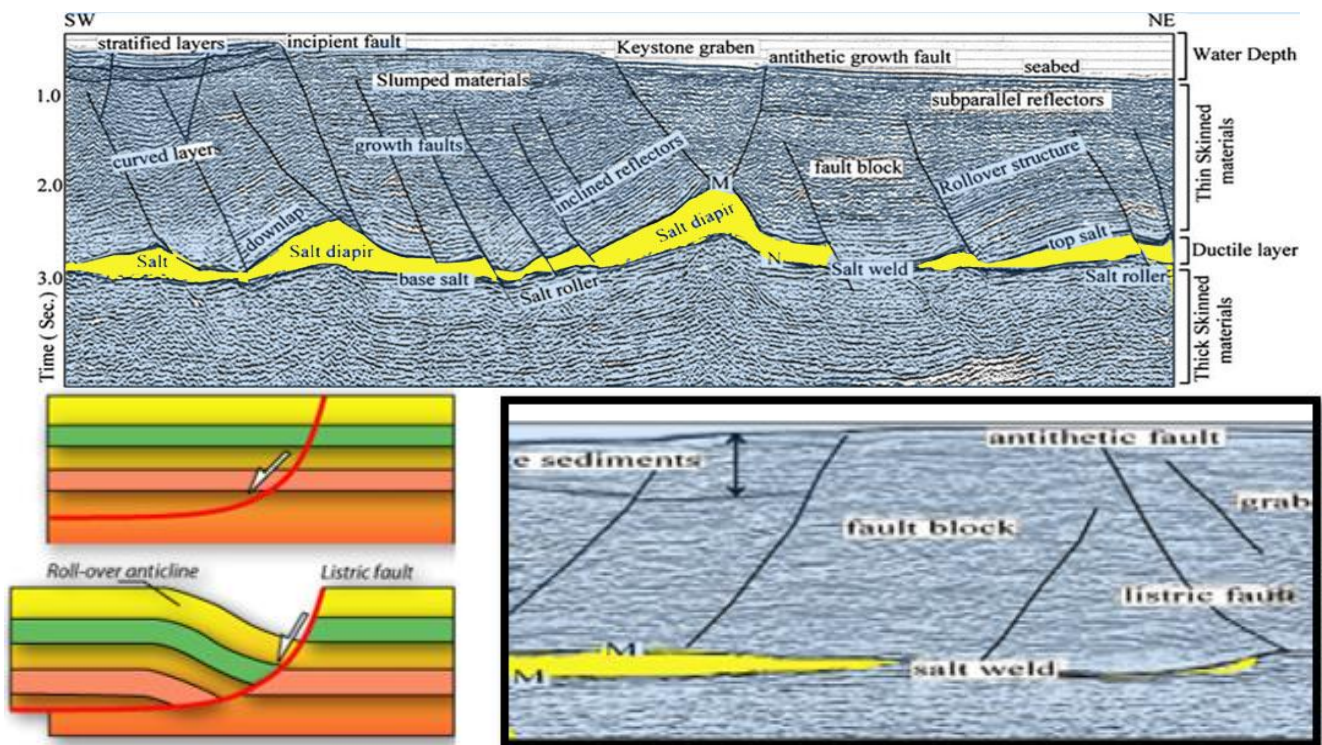 SW
NE
stratified layers
incipient fault
Keystone graben
antithetic growth fault
seabed
Water Depth
Slumped materials
subparallel reflectors
1.0
curved layers
growth faults
inclined reflectors
fault block
Rollover structure
Thin Skinned
materials
2.0
M
downlap
Salt
Salt diapir
Salt diapir
N
top salt
Ductile layer
base salt
Salt roller
Salt weld
Salt roller
3.0
Time ( Sec.)
Thick Skinned
materials
Roll-over anticline
Listric fault
e sediments
antithetic fault
fault block
grab
listric fault
M
M
salt weld